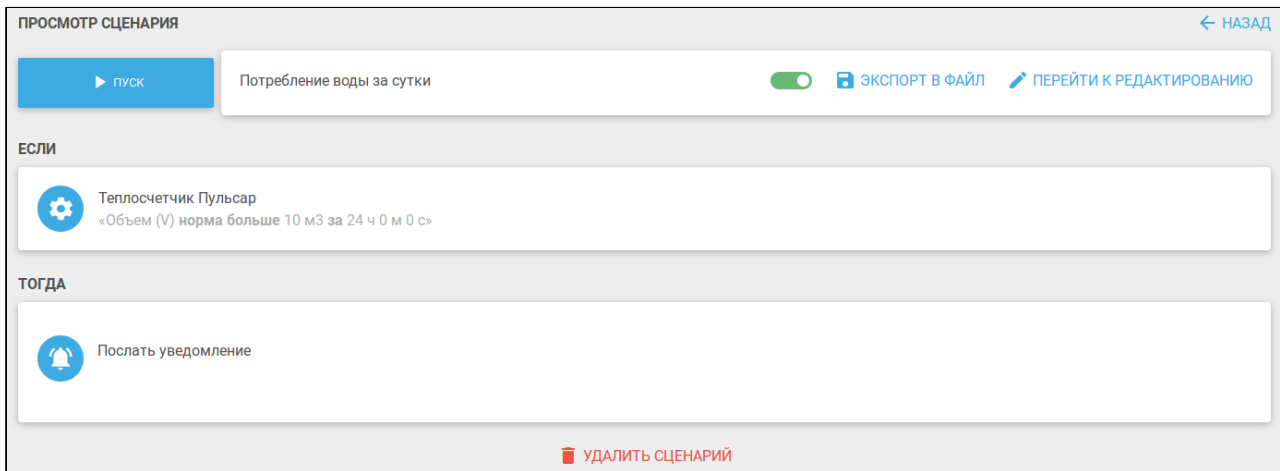 ПРОСМОТР СЦЕНАРИЯ
НАЗАД
ПУСК
Потребление воды за сутки
ЭКСПОРТ В ФАЙЛ
ПЕРЕЙТИ К РЕДАКТИРОВАНИЮ
ЕСЛИ
Теплосчетчик Пульсар
«Объем (V) норма больше 10 м3 за 24 ч 0 м 0 с»
ТОГДА
Послать уведомление
УДАЛИТЬ СЦЕНАРИЙ